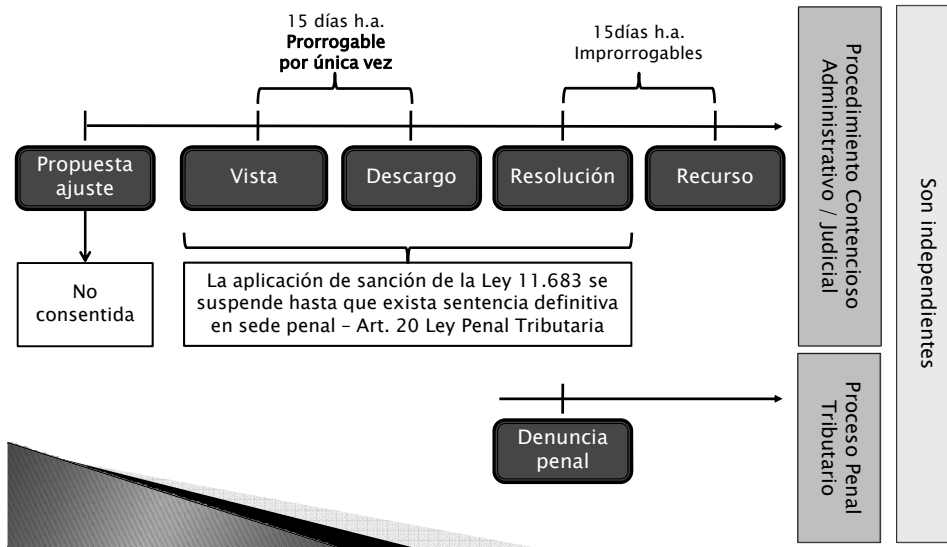 15 días h.a.
Prorrogable
por única vez
15días h.a.
Improrrogables
Propuesta
ajuste
Vista
Descargo
Resolución
Recurso
No
consentida
La aplicación de sanción de la Ley 11.683 se
suspende hasta que exista sentencia definitiva
en sede penal – Art. 20 Ley Penal Tributaria
Denuncia
penal
Procedimiento Contencioso
Administrativo / Judicial
Proceso Penal
Tributario
Son independientes